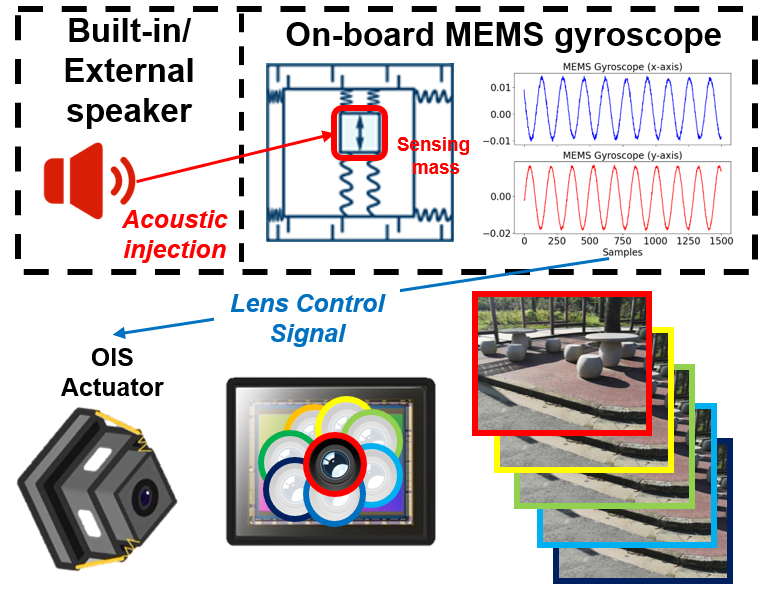 Built-in/
External
speaker
On-board MEMS gyroscope
Sensing
mass
Acoustic
injection
MEMS Gyroscope (x-axis)
0.01
0.00
−0.01
MEMS Gyroscope (y-axis)
0.00
−0.02
0 250 500 750 1000 1250 1500
Samples
Lens Control
Signal
OIS
Actuator